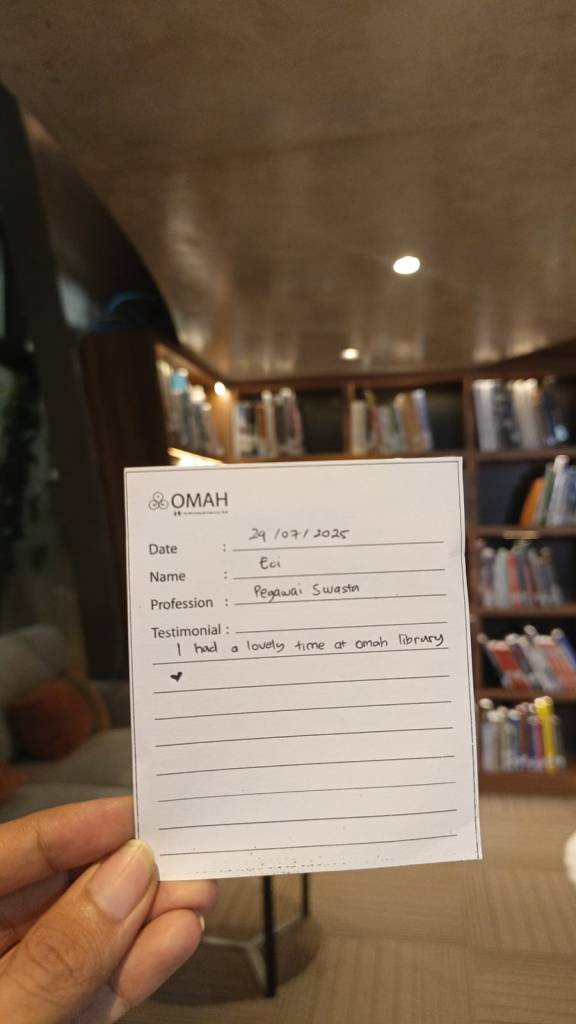 OMAH
Date : 29/07/2025
Name : Eci
Profession : Pegawai Swasta
Testimonial :
I had a lovely time at omah library
♥